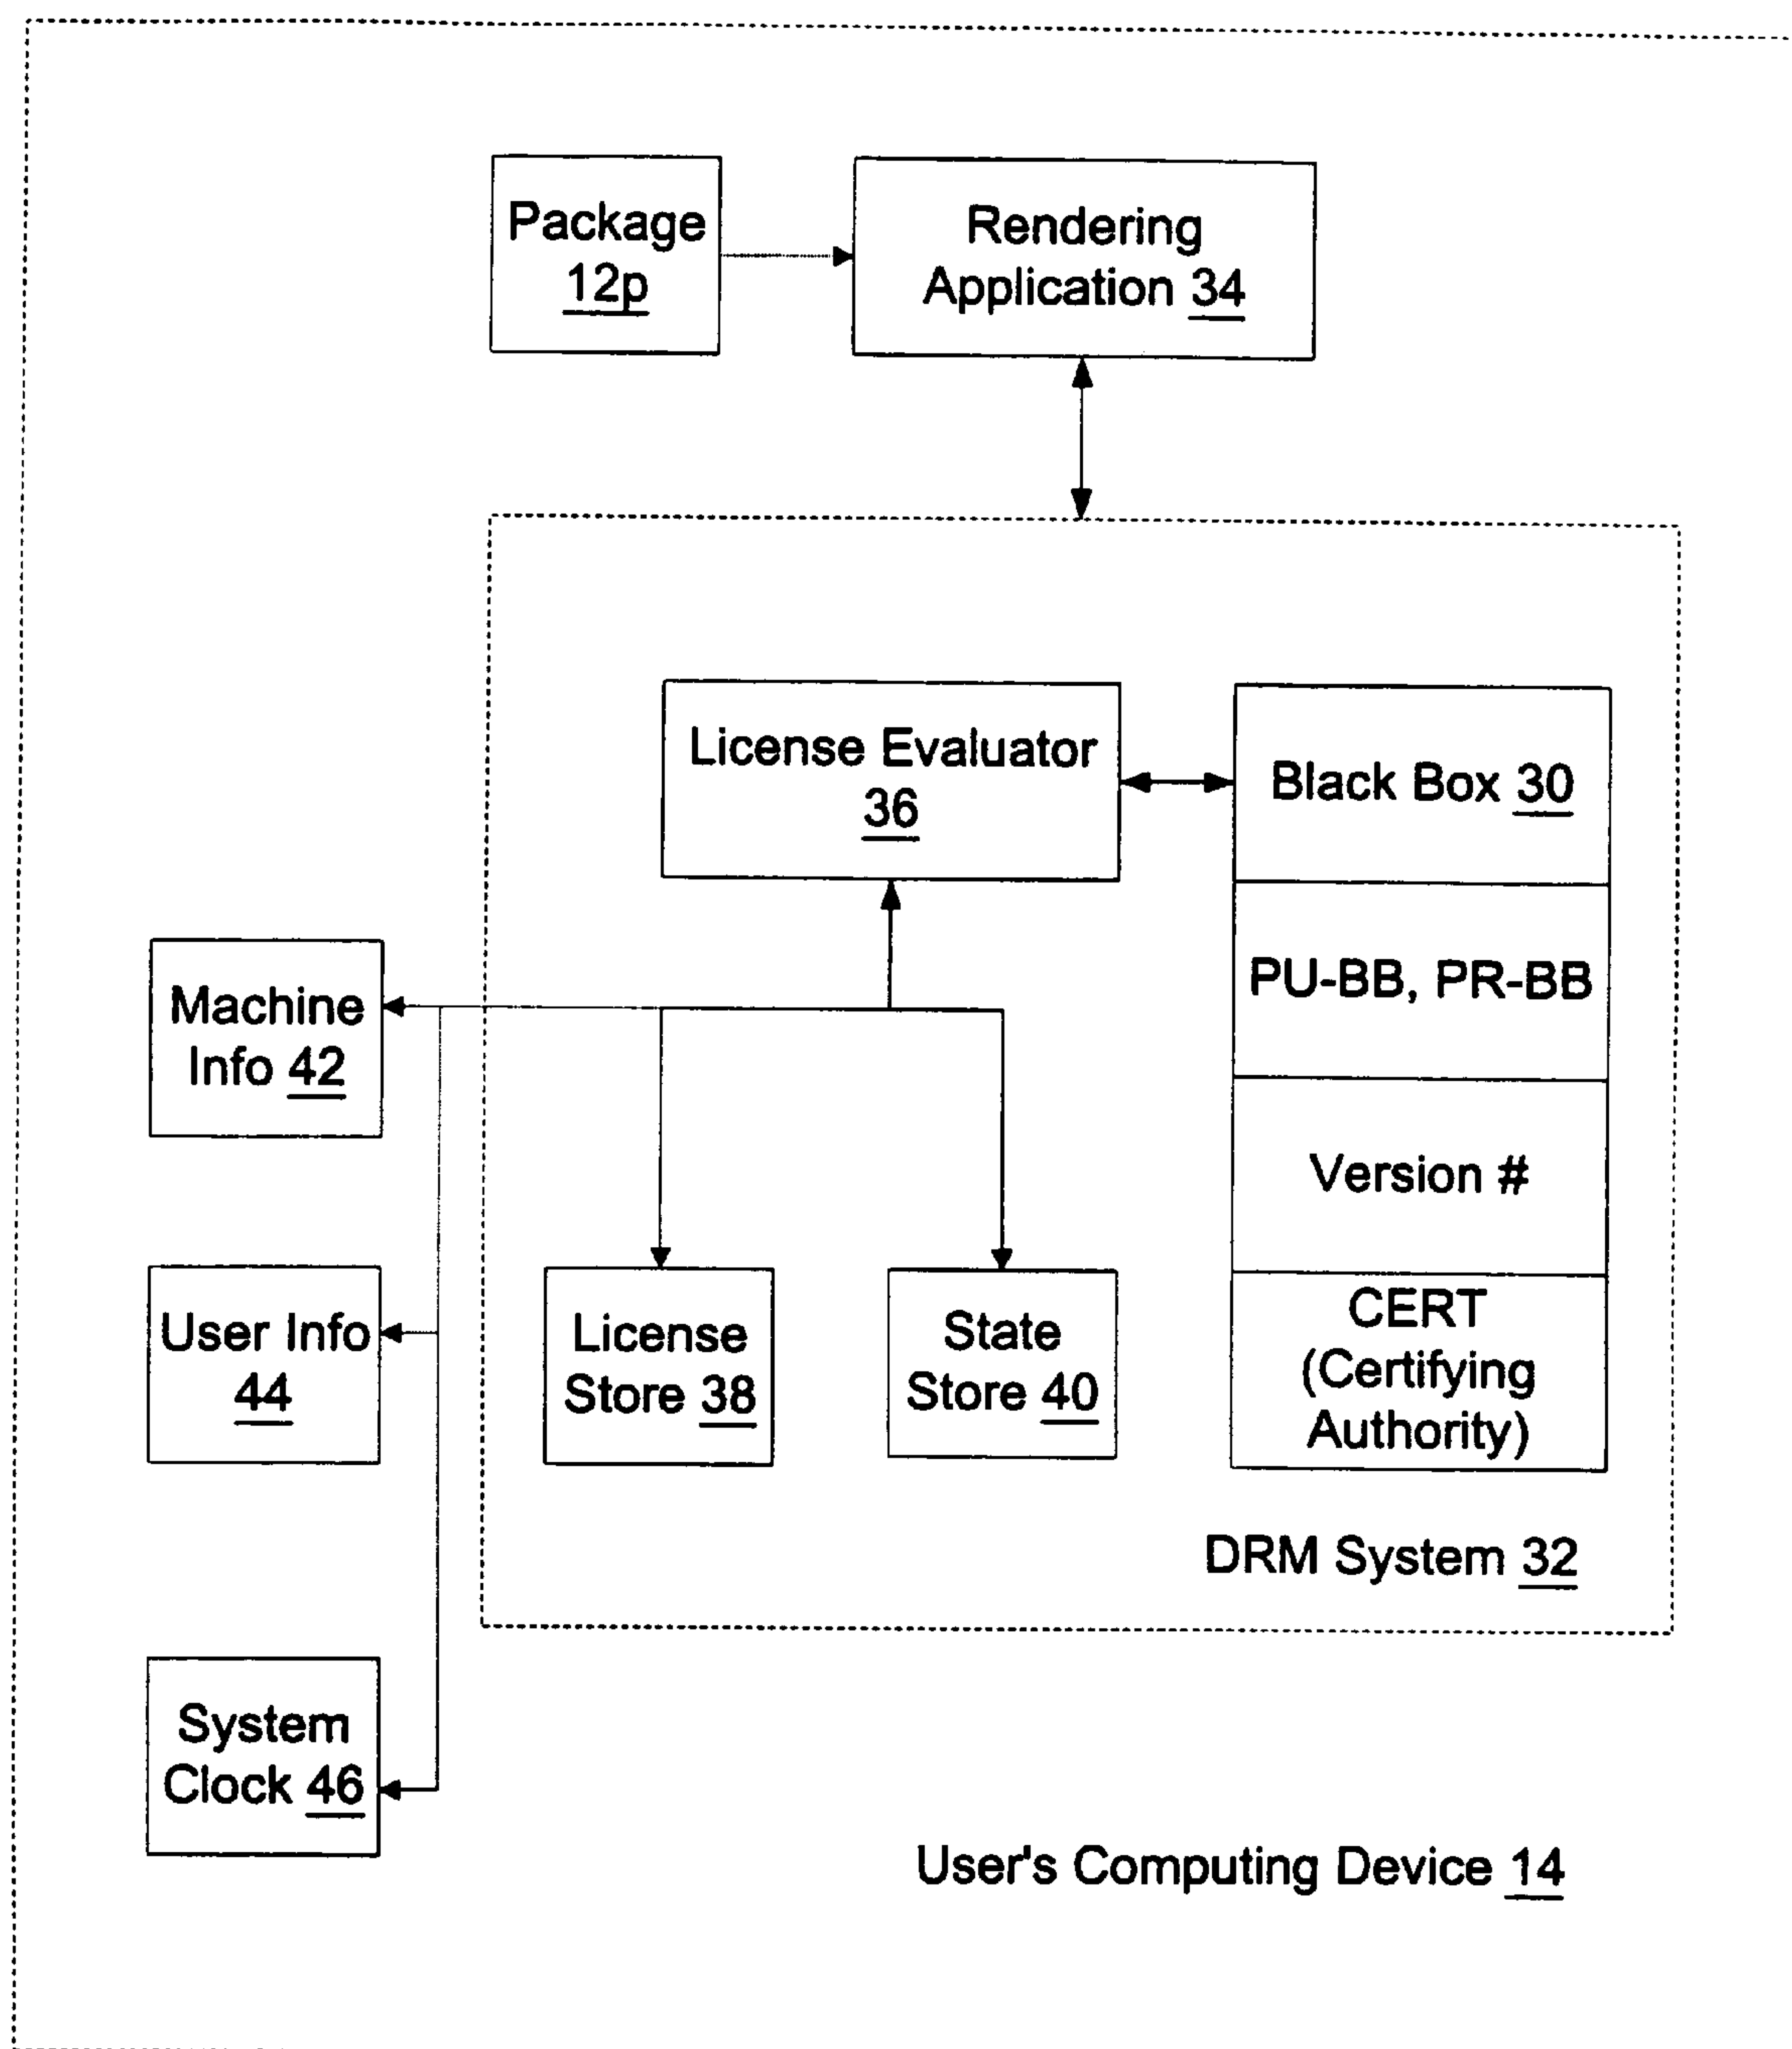 Package
12p
Rendering
Application 34
License Evaluator
36
Black Box 30
PU-BB, PR-BB
Version #
CERT
(Certifying
Authority)
Machine
Info 42
User Info
44
License
Store 38
State
Store 40
DRM System 32
System
Clock 46
User's Computing Device 14